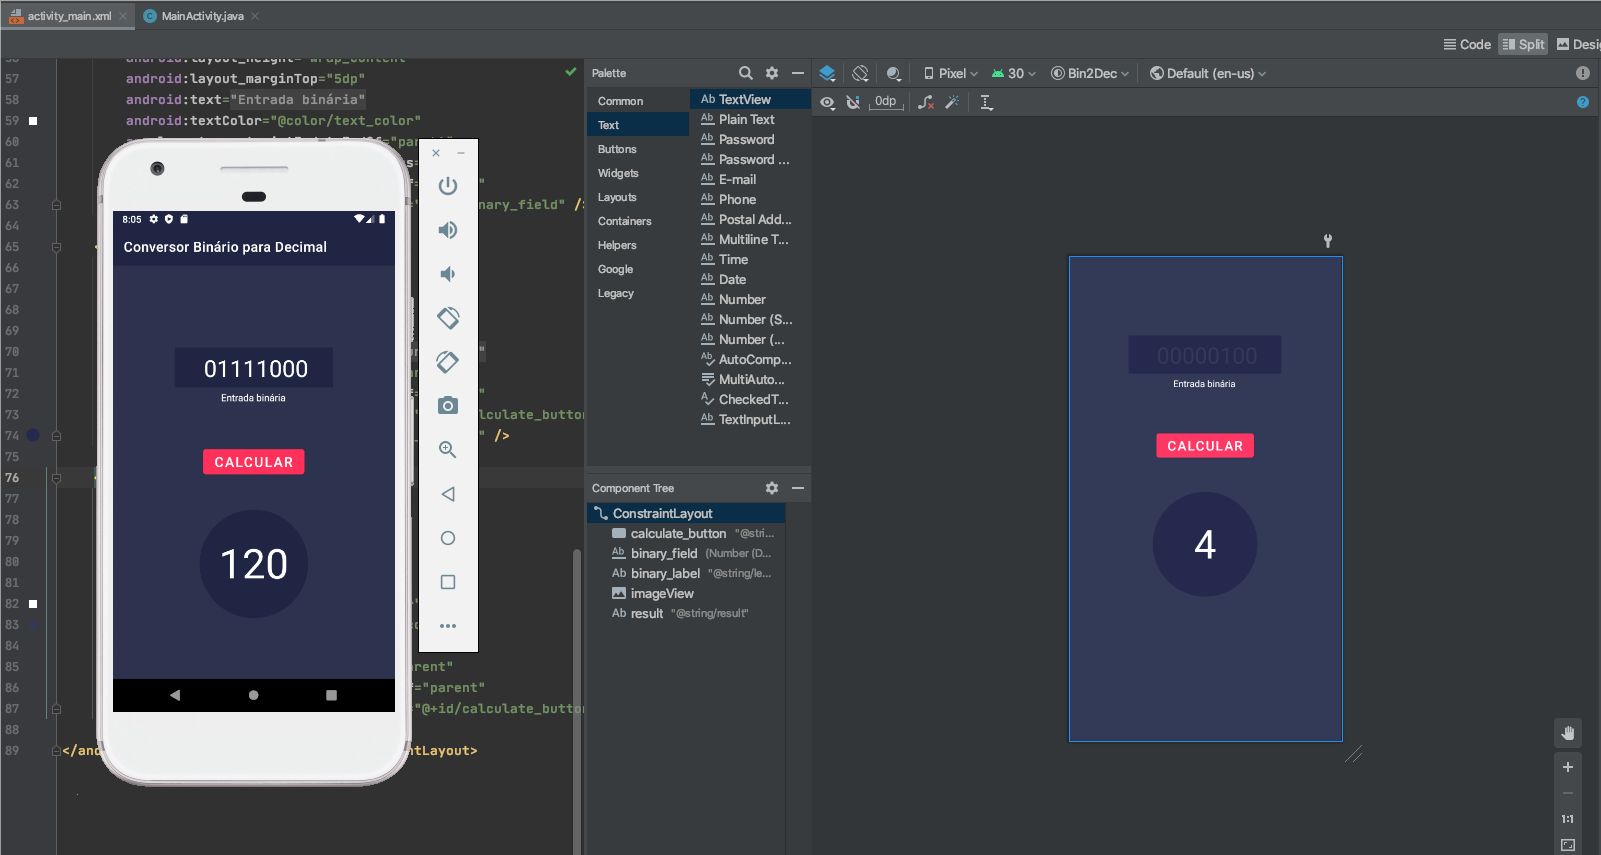 activity_main.xml
MainActivity.java
Code
Split
57 android:layout_marginTop="5dp"
58 android:text="Entrada binária"
59 android:textColor="@color/text_color"
60
61
62
63 nary_field" />
64
65
66
67
68
69
70
71
72
73 lculate_button
74 " />
75
76
77
78
79
80
81
82
83
84
85 arent"
86 ="parent"
87 ="@+id/calculate_button
88
89 </and ntLayout>
8:05
Conversor Binário para Decimal
01111000
Entrada binária
CALCULAR
120
Palette
Common
Text
Buttons
Widgets
Layouts
Containers
Helpers
Google
Legacy
Ab TextView
Ab Plain Text
Ab Password
Ab Password ...
Ab E-mail
Ab Phone
Ab Postal Add...
Ab Multiline T...
Ab Time
Ab Date
Ab Number
Ab Number (S...
Ab Number (...
Ab AutoComp...
MultiAuto...
CheckedT...
Ab TextInputL...
Component Tree
ConstraintLayout
calculate_button "@stri...
Ab binary_field (Number (D...
Ab binary_label "@string/le...
imageView
Ab result "@string/result"
Pixel
30
Bin2Dec
Default (en-us)
0dp
00000100
Entrada binária
CALCULAR
4
1:1